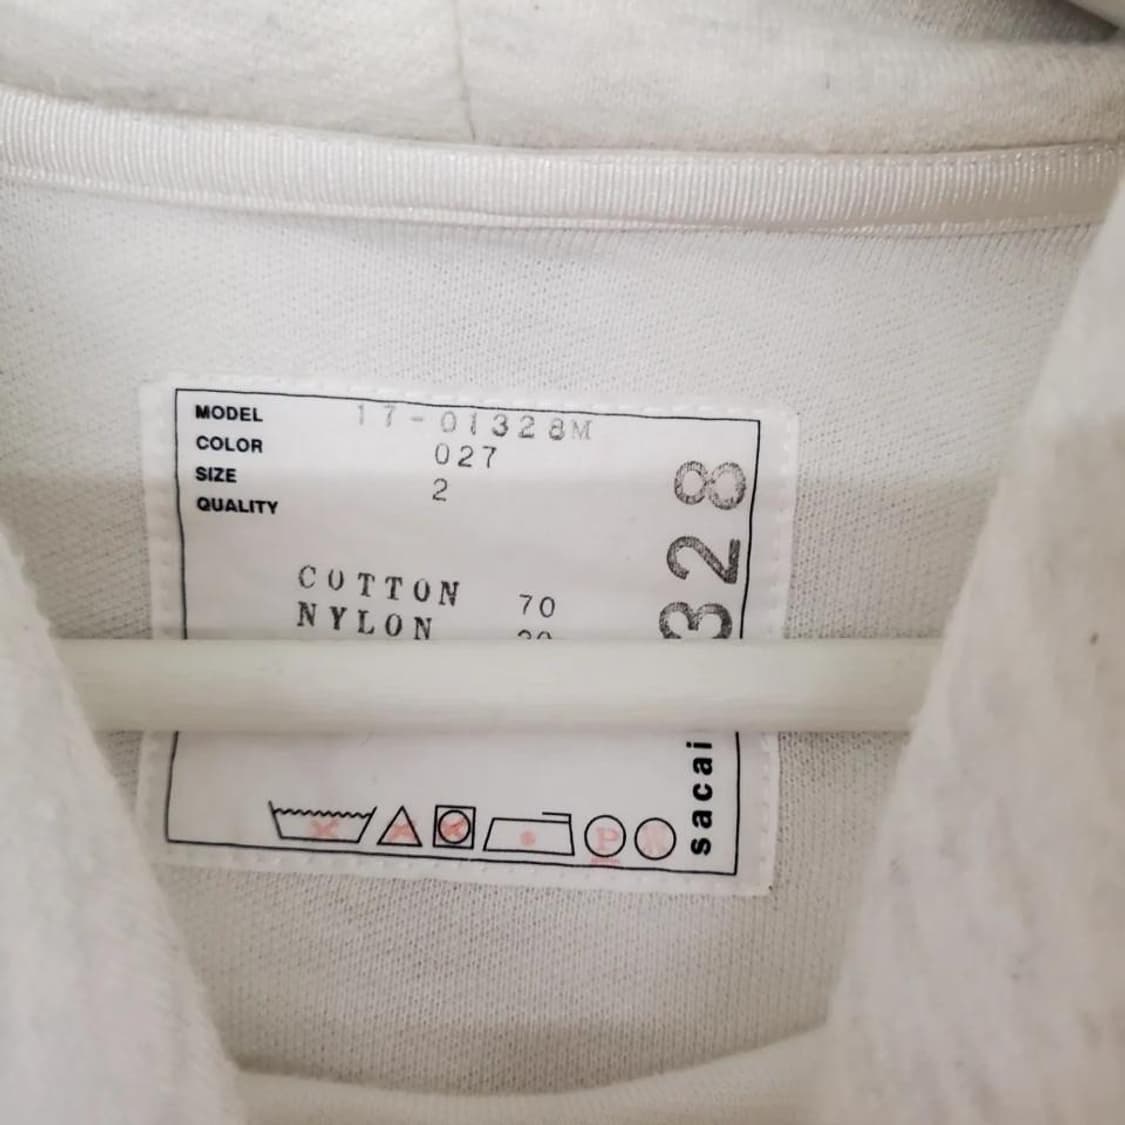 MODEL 17-01328M
COLOR 027
SIZE 2
QUALITY
COTTON 70
NYLON
328
sacai
P